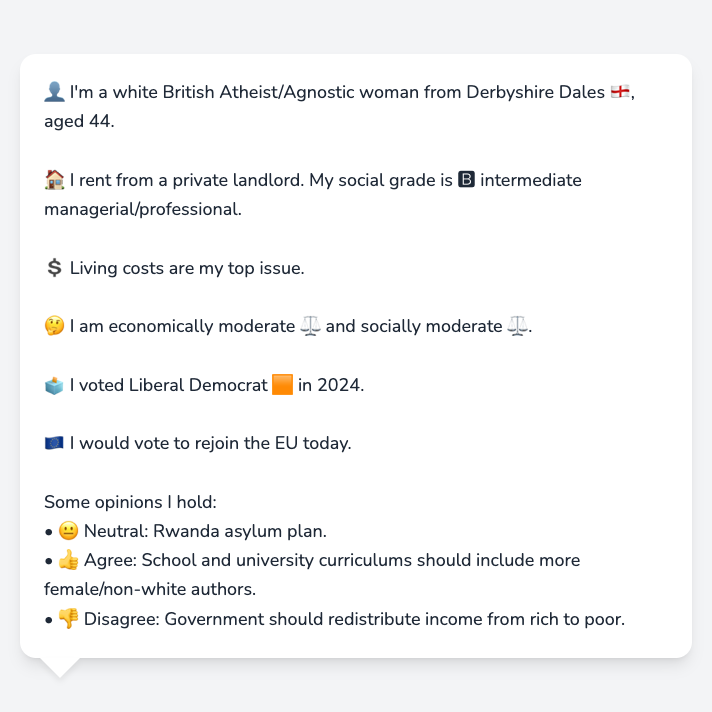 👤 I'm a white British Atheist/Agnostic woman from Derbyshire Dales 🏴󠁧󠁢󠁥󠁮󠁧󠁿,
aged 44.
🏠 I rent from a private landlord. My social grade is 🅱 intermediate
managerial/professional.
💲 Living costs are my top issue.
🤔 I am economically moderate ⚖️ and socially moderate ⚖️.
🗳️ I voted Liberal Democrat 🟧 in 2024.
🇪🇺 I would vote to rejoin the EU today.
Some opinions I hold:
• 😐 Neutral: Rwanda asylum plan.
• 👍 Agree: School and university curriculums should include more
female/non-white authors.
• 👎 Disagree: Government should redistribute income from rich to poor.